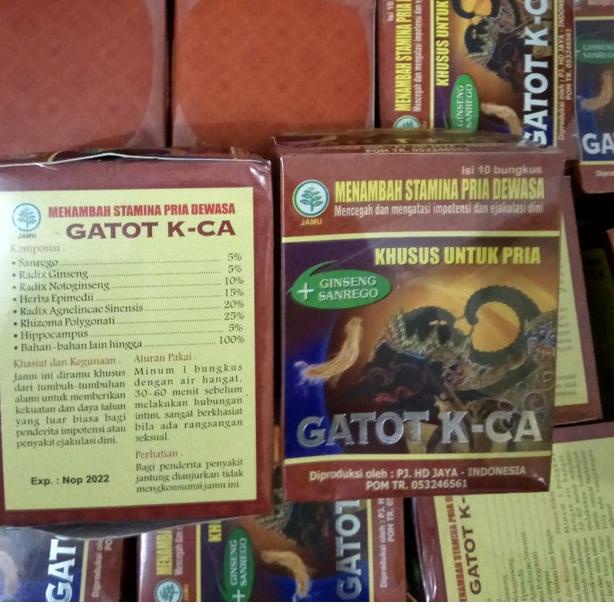 MENAMBAH STAMINA PRIA DEWASA
GATOT K-CA
JAMU
Komposisi :
• Sanrego 5%
• Radix Ginseng 5%
• Radix Notoginseng 10%
• Herba Epimedii 15%
• Radix Agnelincae Sinensis 20%
• Rhizoma Polygonati 25%
• Hippocampus 5%
• Bahan-bahan lain hingga 100%
Khasiat dan Kegunaan :
Jamu ini diramu khusus
dari tumbuh-tumbuhan
alami untuk memberikan
kekuatan dan daya tahan
yang luar biasa bagi
penderita impotensi atau
penyakit ejakulasi dini.
Exp. : Nop 2022
Aturan Pakai :
Minum 1 bungkus
dengan air hangat,
30-60 menit sebelum
melakukan hubungan
intim, sangat berkhasiat
bila ada rangsangan
seksual.
Perhatian :
Bagi penderita penyakit
jantung dianjurkan tidak
mengkonsumsi jamu ini.
Isi 10 bungkus
MENAMBAH STAMINA PRIA DEWASA
Mencegah dan mengatasi impotensi dan ejakulasi dini
JAMU
KHUSUS UNTUK PRIA
+ GINSENG
SANREGO
GATOT K-CA
Diproduksi oleh : PJ. HD JAYA - INDONESIA
POM TR. 053246561